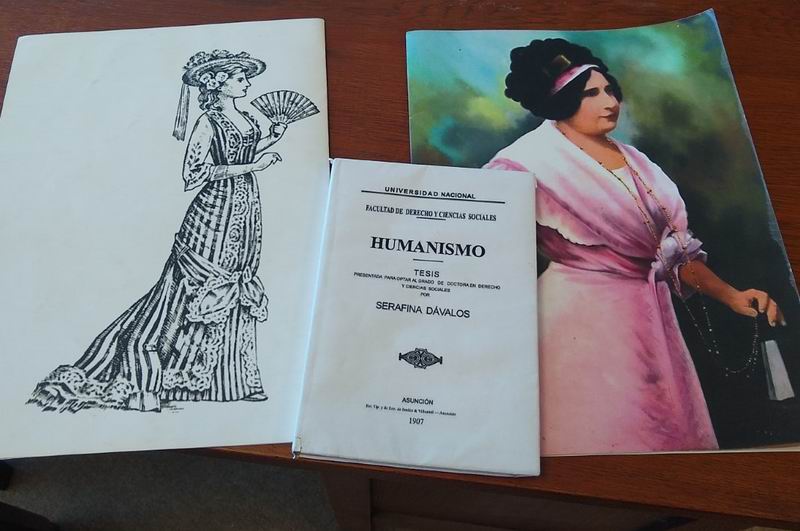 UNIVERSIDAD NACIONAL
FACULTAD DE DERECHO Y CIENCIAS SOCIALES
HUMANISMO
TESIS
PRESENTADA PARA OPTAR AL GRADO DE DOCTORA EN DERECHO
Y CIENCIAS SOCIALES
POR
SERAFINA DÁVALOS
ASUNCIÓN
1907